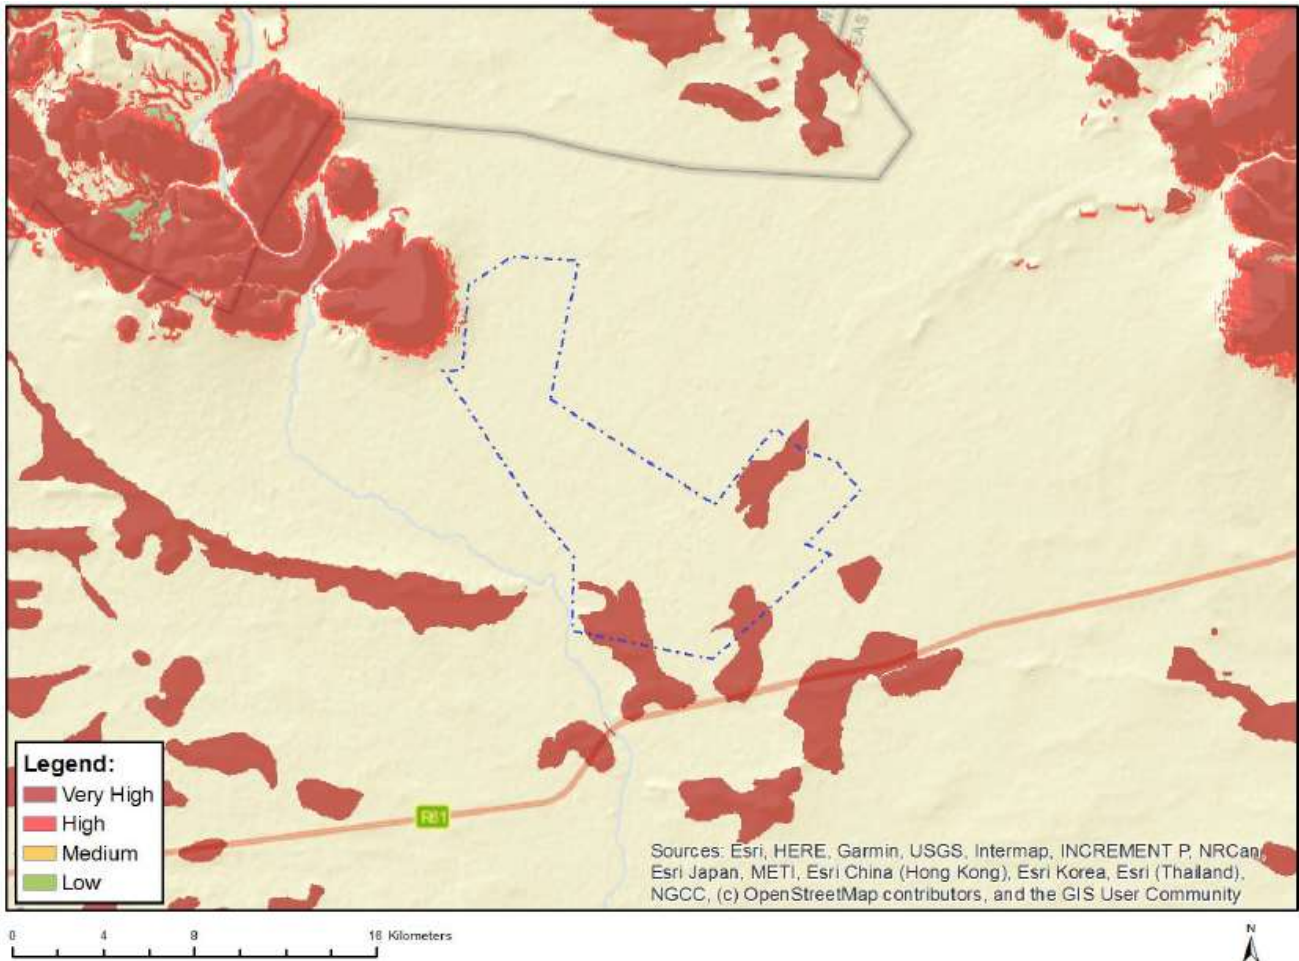 EAS
Legend:
Very High
High
Medium
Low
R81
Sources: Esri, HERE, Garmin, USGS, Intermap, INCREMENT P, NRCan,
Esri Japan, METI, Esri China (Hong Kong), Esri Korea, Esri (Thailand),
NGCC, (c) OpenStreetMap contributors, and the GIS User Community
0 4 8 16 Kilometers
N